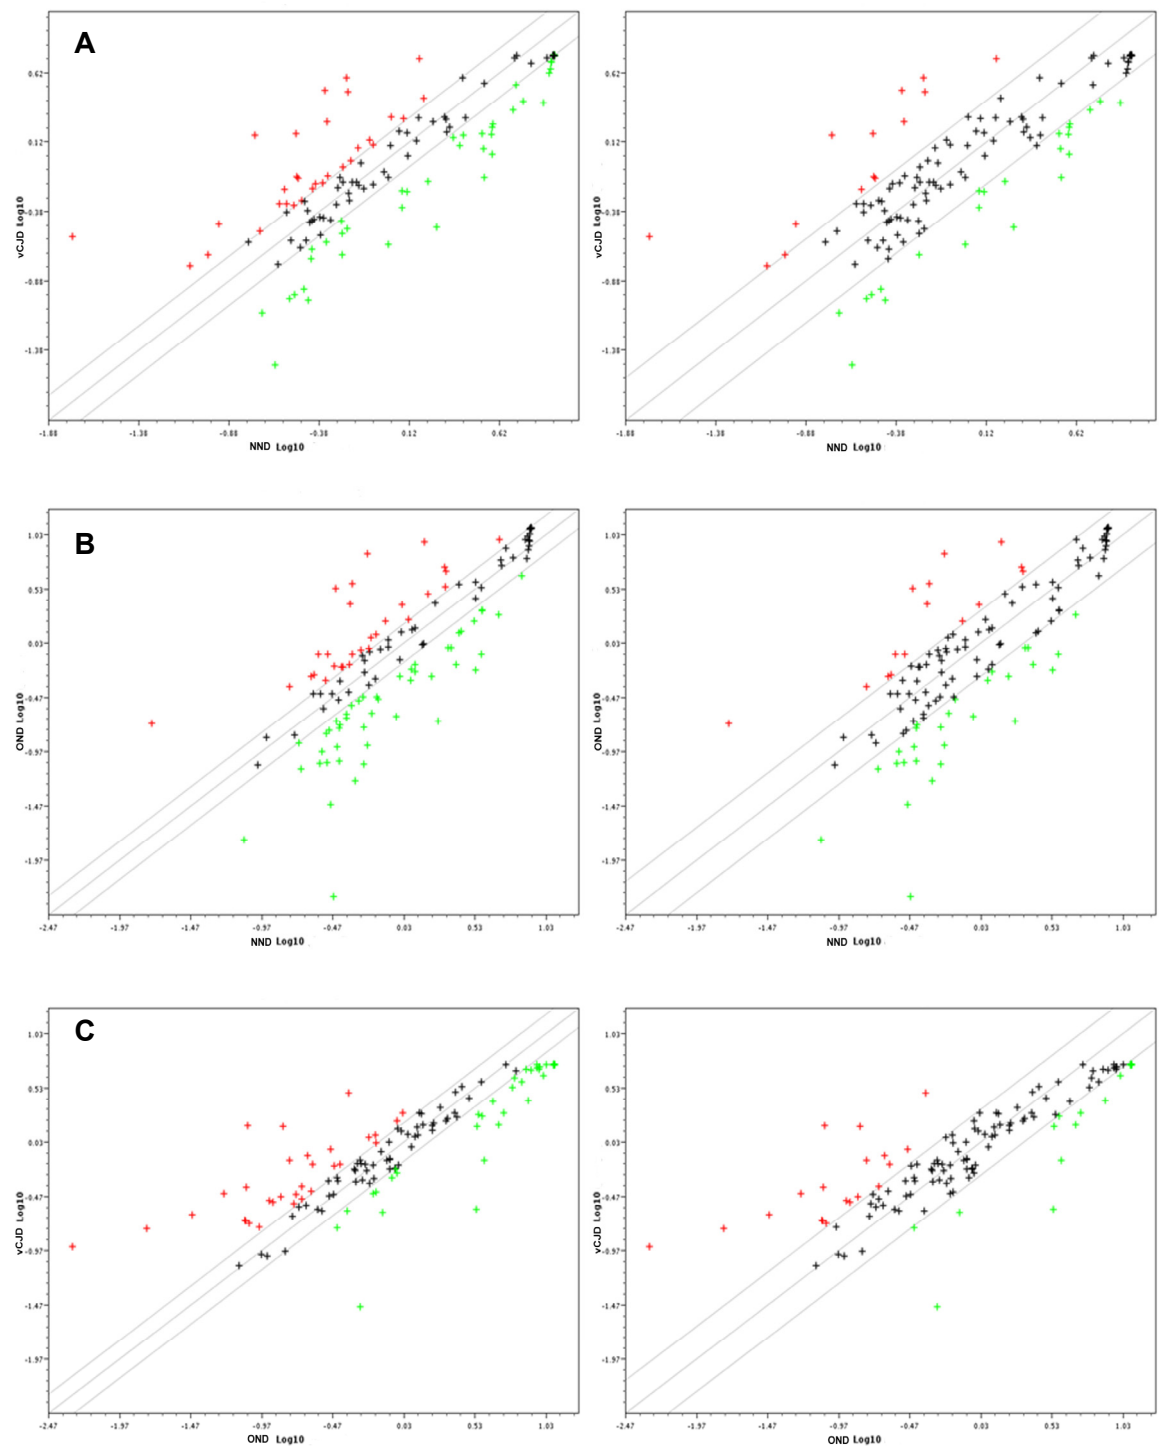 A
0.62
0.62
0.12
0.12
vCJD Log10
vCJD Log10
-0.38
-0.38
-0.88
-0.88
-1.38
-1.38
-1.88 -1.38 -0.88 -0.38 0.12 0.62
-1.88 -1.38 -0.88 -0.38 0.12 0.62
NND Log10
NND Log10
B
1.03
1.03
0.53
0.53
0.03
0.03
OND Log10
OND Log10
-0.47
-0.47
-0.97
-0.97
-1.47
-1.47
-1.97
-1.97
-2.47 -1.97 -1.47 -0.97 -0.47 0.03 0.53 1.03
-2.47 -1.97 -1.47 -0.97 -0.47 0.03 0.53 1.03
NND Log10
NND Log10
C
1.03
1.03
0.53
0.53
0.03
0.03
vCJD Log10
vCJD Log10
-0.47
-0.47
-0.97
-0.97
-1.47
-1.47
-1.97
-1.97
-2.47 -1.97 -1.47 -0.97 -0.47 0.03 0.53 1.03
-2.47 -1.97 -1.47 -0.97 -0.47 0.03 0.53 1.03
OND Log10
OND Log10